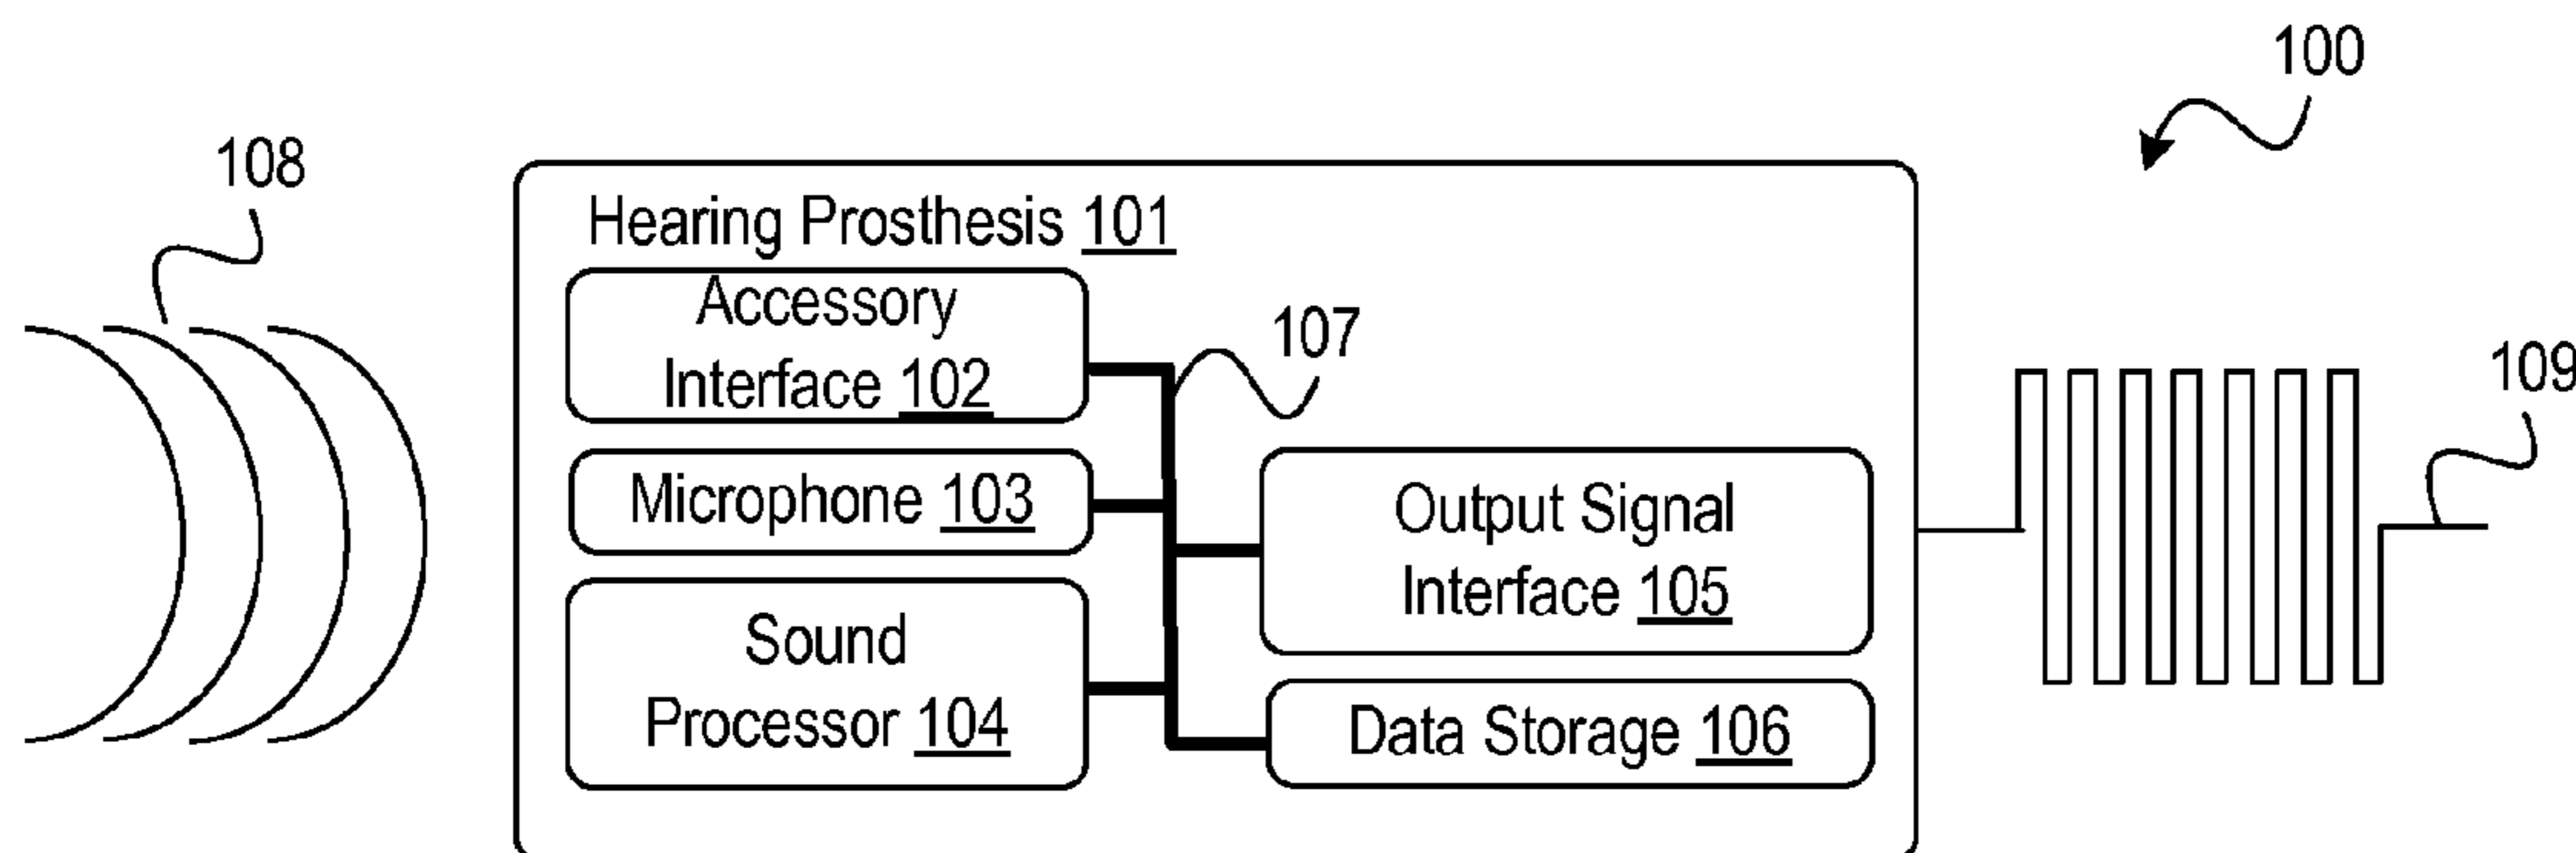 100
108
Hearing Prosthesis 101
Accessory
Interface 102
107
109
Microphone 103
Output Signal
Interface 105
Sound
Processor 104
Data Storage 106